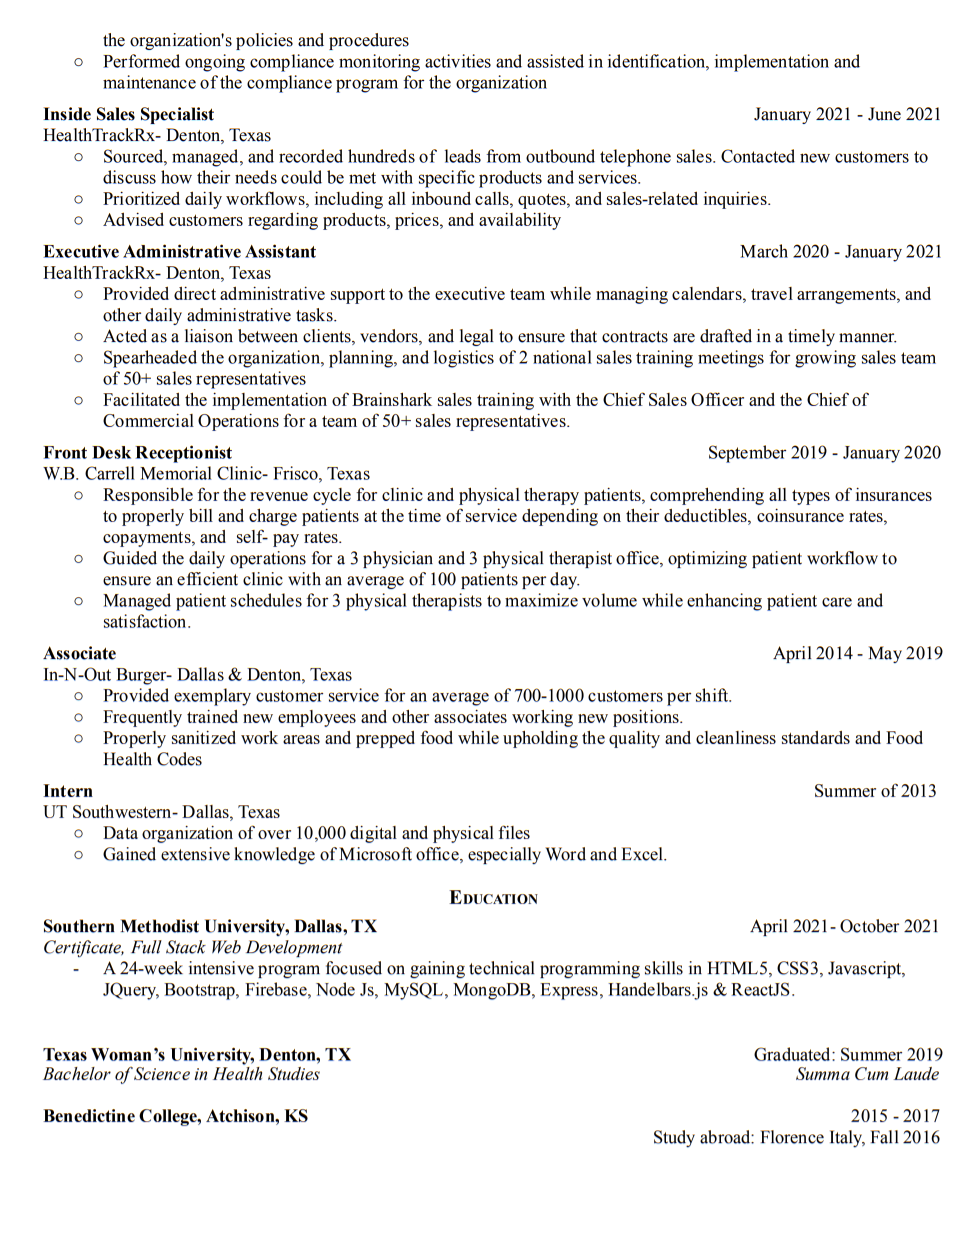 the organization's policies and procedures
○ Performed ongoing compliance monitoring activities and assisted in identification, implementation and
maintenance of the compliance program for the organization
Inside Sales Specialist January 2021 - June 2021
HealthTrackRx- Denton, Texas
○ Sourced, managed, and recorded hundreds of leads from outbound telephone sales. Contacted new customers to
discuss how their needs could be met with specific products and services.
○ Prioritized daily workflows, including all inbound calls, quotes, and sales-related inquiries.
○ Advised customers regarding products, prices, and availability
Executive Administrative Assistant March 2020 - January 2021
HealthTrackRx- Denton, Texas
○ Provided direct administrative support to the executive team while managing calendars, travel arrangements, and
other daily administrative tasks.
○ Acted as a liaison between clients, vendors, and legal to ensure that contracts are drafted in a timely manner.
○ Spearheaded the organization, planning, and logistics of 2 national sales training meetings for growing sales team
of 50+ sales representatives
○ Facilitated the implementation of Brainshark sales training with the Chief Sales Officer and the Chief of
Commercial Operations for a team of 50+ sales representatives.
Front Desk Receptionist September 2019 - January 2020
W.B. Carrell Memorial Clinic- Frisco, Texas
○ Responsible for the revenue cycle for clinic and physical therapy patients, comprehending all types of insurances
to properly bill and charge patients at the time of service depending on their deductibles, coinsurance rates,
copayments, and self- pay rates.
○ Guided the daily operations for a 3 physician and 3 physical therapist office, optimizing patient workflow to
ensure an efficient clinic with an average of 100 patients per day.
○ Managed patient schedules for 3 physical therapists to maximize volume while enhancing patient care and
satisfaction.
Associate April 2014 - May 2019
In-N-Out Burger- Dallas & Denton, Texas
○ Provided exemplary customer service for an average of 700-1000 customers per shift.
○ Frequently trained new employees and other associates working new positions.
○ Properly sanitized work areas and prepped food while upholding the quality and cleanliness standards and Food
Health Codes
Intern Summer of 2013
UT Southwestern- Dallas, Texas
○ Data organization of over 10,000 digital and physical files
○ Gained extensive knowledge of Microsoft office, especially Word and Excel.
EDUCATION
Southern Methodist University, Dallas, TX April 2021- October 2021
Certificate, Full Stack Web Development
- A 24-week intensive program focused on gaining technical programming skills in HTML5, CSS3, Javascript,
JQuery, Bootstrap, Firebase, Node Js, MySQL, MongoDB, Express, Handelbars.js & ReactJS.
Texas Woman’s University, Denton, TX Graduated: Summer 2019
Bachelor of Science in Health Studies Summa Cum Laude
Benedictine College, Atchison, KS 2015 - 2017
Study abroad: Florence Italy, Fall 2016